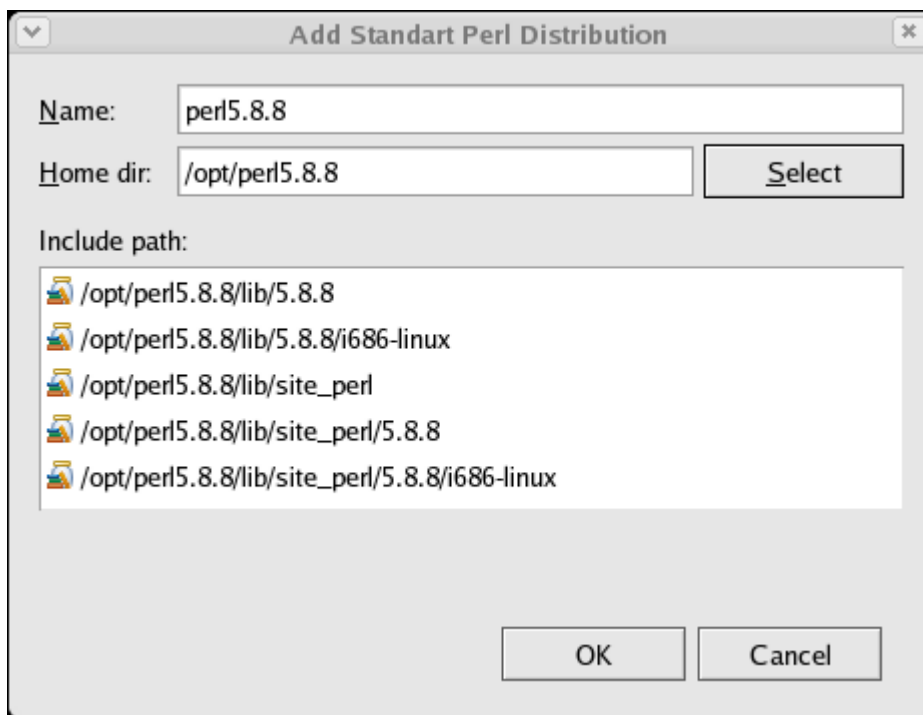 Add Standart Perl Distribution
Name: perl5.8.8
Home dir: /opt/perl5.8.8 Select
Include path:
/opt/perl5.8.8/lib/5.8.8
/opt/perl5.8.8/lib/5.8.8/i686-linux
/opt/perl5.8.8/lib/site_perl
/opt/perl5.8.8/lib/site_perl/5.8.8
/opt/perl5.8.8/lib/site_perl/5.8.8/i686-linux
OK Cancel